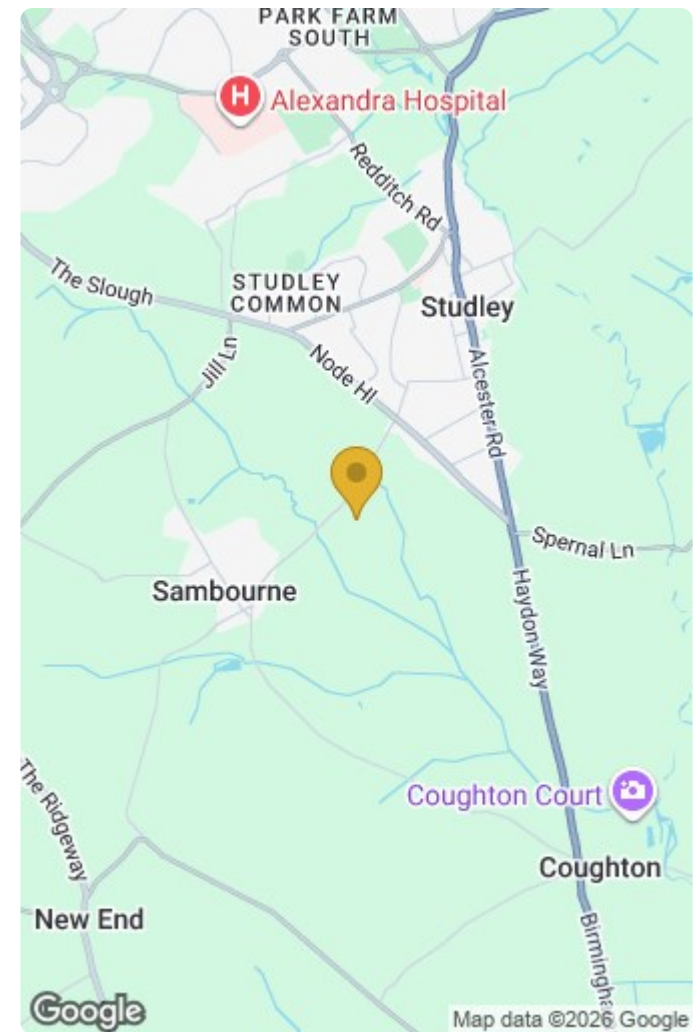 PARK FARM
SOUTH
H
Alexandra Hospital
Redditch Rd
The Slough
STUDLEY
COMMON
Studley
Jill Ln
Node Hl
Alcester Rd
Spernal Ln
Sambourne
Haydon Way
Coughton Court
The Ridgeway
Coughton
New End
Birmingha
Google
Map data ©2026 Google